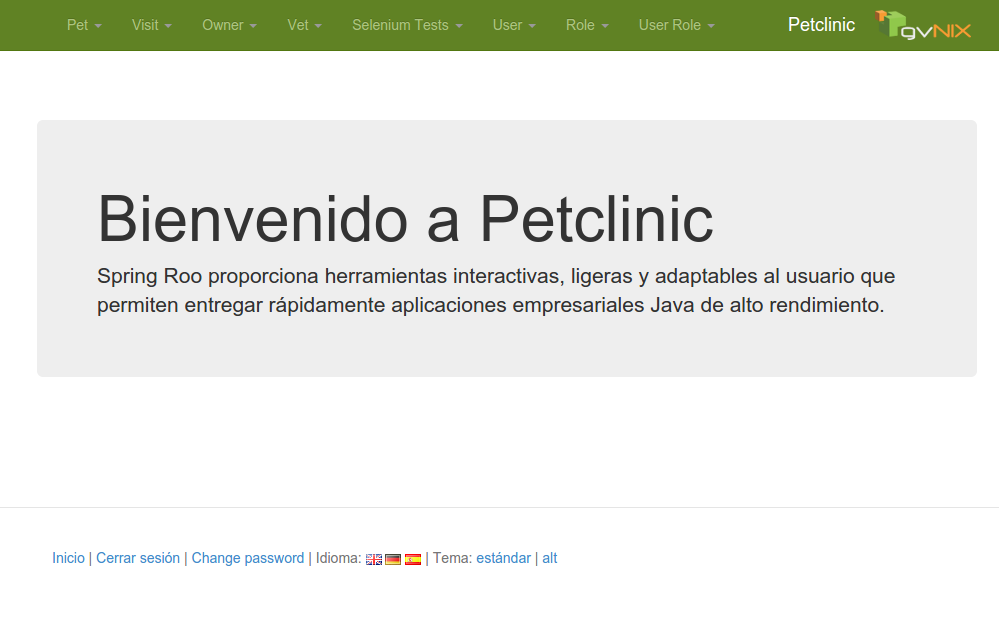 Pet Visit Owner Vet Selenium Tests User Role User Role Petclinic gvNIX
Bienvenido a Petclinic
Spring Roo proporciona herramientas interactivas, ligeras y adaptables al usuario que
permiten entregar rápidamente aplicaciones empresariales Java de alto rendimiento.
Inicio | Cerrar sesión | Change password | Idioma: | Tema: estándar | alt